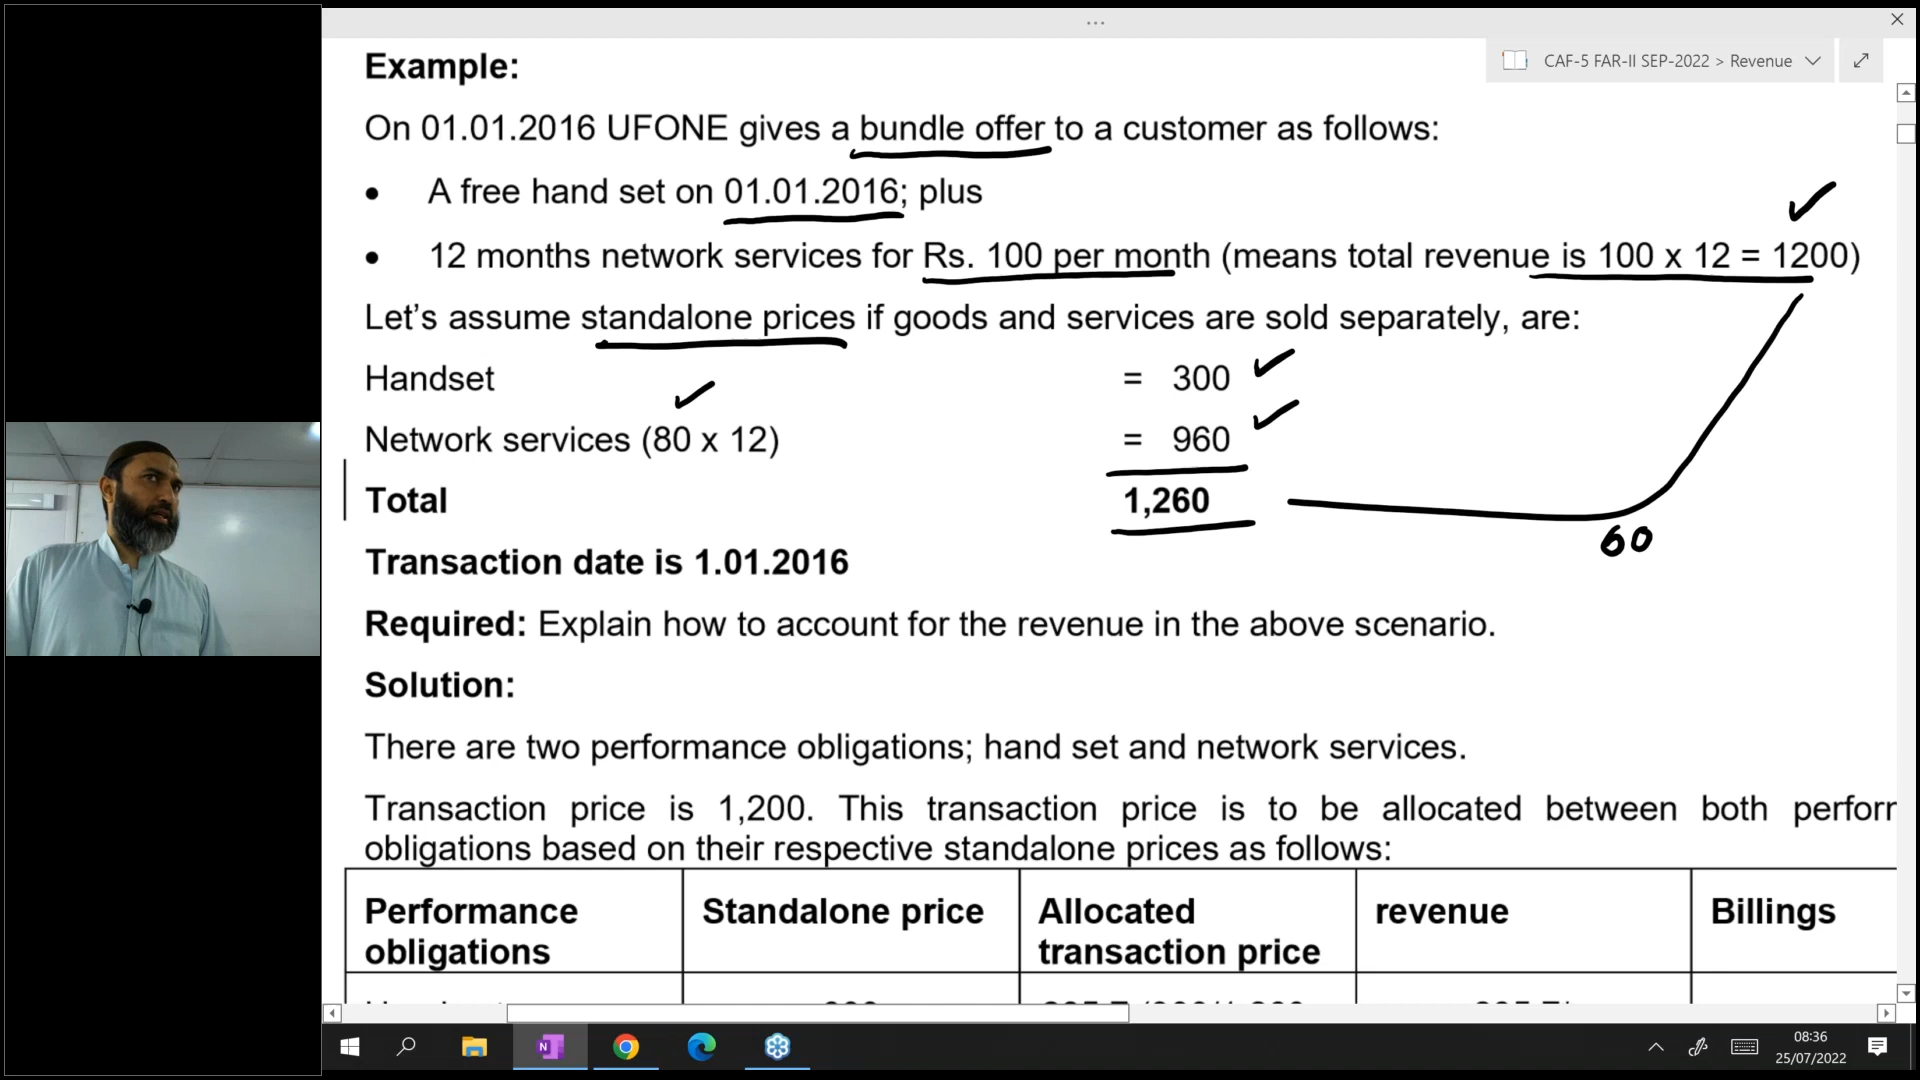 CAF-5 FAR-II SEP-2022 > Revenue
Example:
On 01.01.2016 UFONE gives a bundle offer to a customer as follows:
• A free hand set on 01.01.2016; plus
• 12 months network services for Rs. 100 per month (means total revenue is 100 x 12 = 1200)
Let’s assume standalone prices if goods and services are sold separately, are:
Handset = 300
Network services (80 x 12) = 960
Total 1,260
60
Transaction date is 1.01.2016
Required: Explain how to account for the revenue in the above scenario.
Solution:
There are two performance obligations; hand set and network services.
Transaction price is 1,200. This transaction price is to be allocated between both perforr
obligations based on their respective standalone prices as follows:
Performance obligations Standalone price Allocated transaction price revenue Billings
08:36
25/07/2022